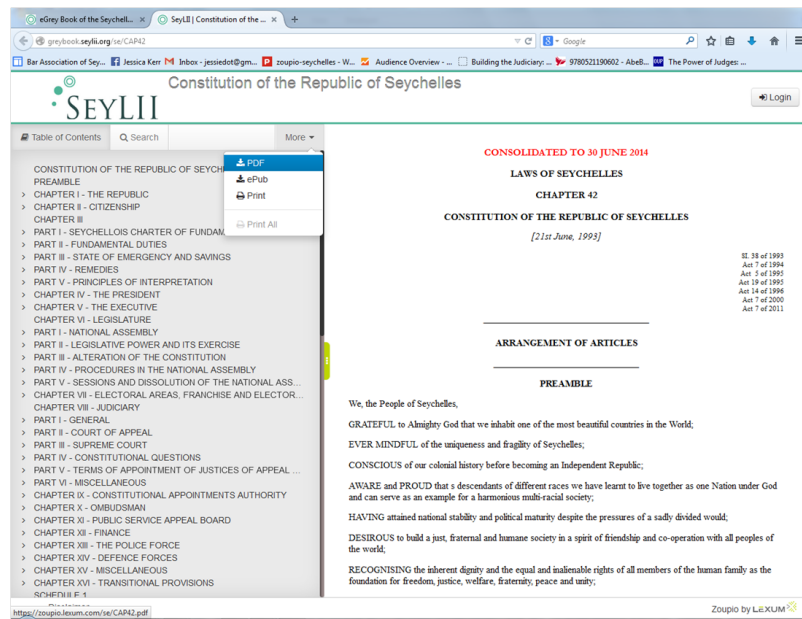 eGrey Book of the Seychell... ×
SeyLII | Constitution of the ... ×
+
greybook.seylii.org/se/CAP42
Google
Bar Association of Sey...
Jessica Kerr
Inbox - jessiedot@gm...
zoupio-seychelles - W...
Audience Overview - ...
Building the Judiciary: ...
9780521190602 - AbeB...
The Power of Judges: ...
SEYLII
Constitution of the Republic of Seychelles
Login
Table of Contents
Search
More
PDF
ePub
Print
Print All
CONSTITUTION OF THE REPUBLIC OF SEYCH
PREAMBLE
CHAPTER I - THE REPUBLIC
CHAPTER II - CITIZENSHIP
CHAPTER III
PART I - SEYCHELLOIS CHARTER OF FUNDAM
PART II - FUNDAMENTAL DUTIES
PART III - STATE OF EMERGENCY AND SAVINGS
PART IV - REMEDIES
PART V - PRINCIPLES OF INTERPRETATION
CHAPTER IV - THE PRESIDENT
CHAPTER V - THE EXECUTIVE
CHAPTER VI - LEGISLATURE
PART I - NATIONAL ASSEMBLY
PART II - LEGISLATIVE POWER AND ITS EXERCISE
PART III - ALTERATION OF THE CONSTITUTION
PART IV - PROCEDURES IN THE NATIONAL ASSEMBLY
PART V - SESSIONS AND DISSOLUTION OF THE NATIONAL ASS...
CHAPTER VII - ELECTORAL AREAS, FRANCHISE AND ELECTOR...
CHAPTER VIII - JUDICIARY
PART I - GENERAL
PART II - COURT OF APPEAL
PART III - SUPREME COURT
PART IV - CONSTITUTIONAL QUESTIONS
PART V - TERMS OF APPOINTMENT OF JUSTICES OF APPEAL ...
PART VI - MISCELLANEOUS
CHAPTER IX - CONSTITUTIONAL APPOINTMENTS AUTHORITY
CHAPTER X - OMBUDSMAN
CHAPTER XI - PUBLIC SERVICE APPEAL BOARD
CHAPTER XII - FINANCE
CHAPTER XIII - THE POLICE FORCE
CHAPTER XIV - DEFENCE FORCES
CHAPTER XV - MISCELLANEOUS
CHAPTER XVI - TRANSITIONAL PROVISIONS
SCHEDULE 1
https://zoupio.lexum.com/se/CAP42.pdf
CONSOLIDATED TO 30 JUNE 2014
LAWS OF SEYCHELLES
CHAPTER 42
CONSTITUTION OF THE REPUBLIC OF SEYCHELLES
[21st June, 1993]
SI. 38 of 1993
Act 7 of 1994
Act 5 of 1995
Act 19 of 1995
Act 14 of 1996
Act 7 of 2000
Act 7 of 2011
ARRANGEMENT OF ARTICLES
PREAMBLE
We, the People of Seychelles,
GRATEFUL to Almighty God that we inhabit one of the most beautiful countries in the World;
EVER MINDFUL of the uniqueness and fragility of Seychelles;
CONSCIOUS of our colonial history before becoming an Independent Republic;
AWARE and PROUD that s descendants of different races we have learnt to live together as one Nation under God
and can serve as an example for a harmonious multi-racial society;
HAVING attained national stability and political maturity despite the pressures of a sadly divided would;
DESIROUS to build a just, fraternal and humane society in a spirit of friendship and co-operation with all peoples of
the world;
RECOGNISING the inherent dignity and the equal and inalienable rights of all members of the human family as the
foundation for freedom, justice, welfare, fraternity, peace and unity;
Zoupio by LEXUM